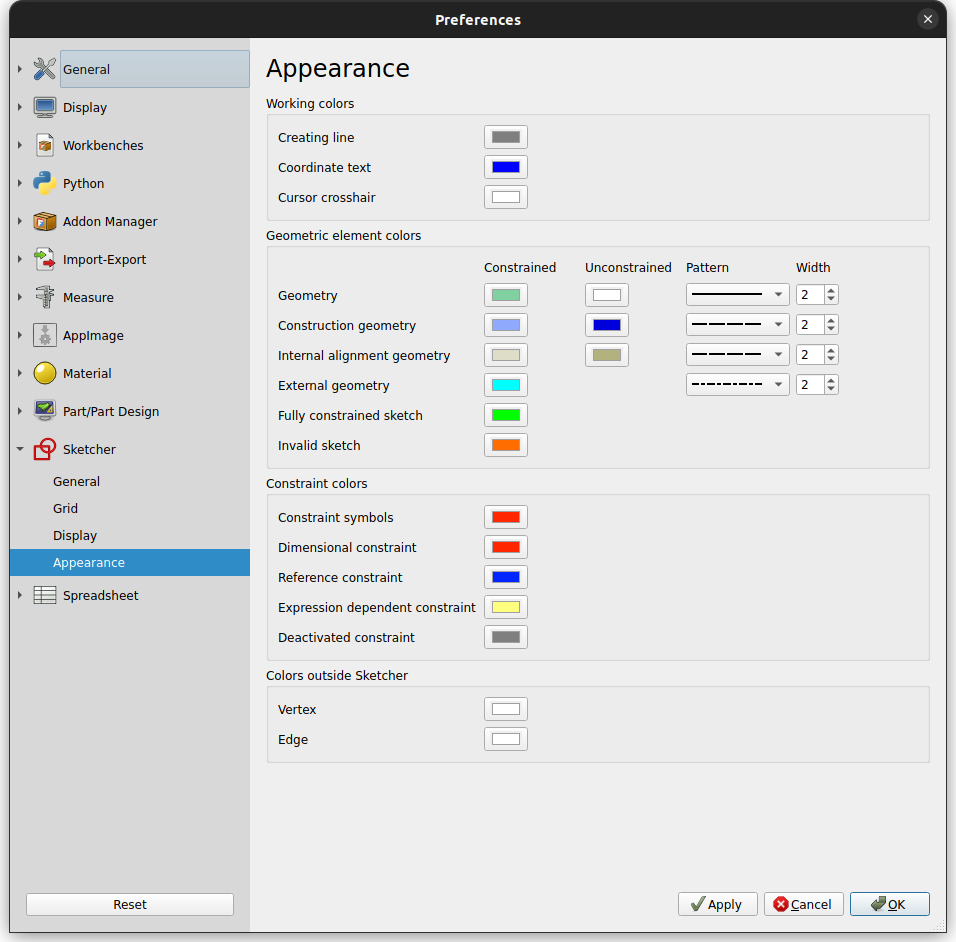 Preferences
General
Display
Workbenches
Python
Addon Manager
Import-Export
Measure
AppImage
Material
Part/Part Design
Sketcher
General
Grid
Display
Appearance
Spreadsheet
Reset
Appearance
Working colors
Creating line
Coordinate text
Cursor crosshair
Geometric element colors
Constrained Unconstrained Pattern Width
Geometry 2
Construction geometry 2
Internal alignment geometry 2
External geometry 2
Fully constrained sketch
Invalid sketch
Constraint colors
Constraint symbols
Dimensional constraint
Reference constraint
Expression dependent constraint
Deactivated constraint
Colors outside Sketcher
Vertex
Edge
Apply Cancel OK